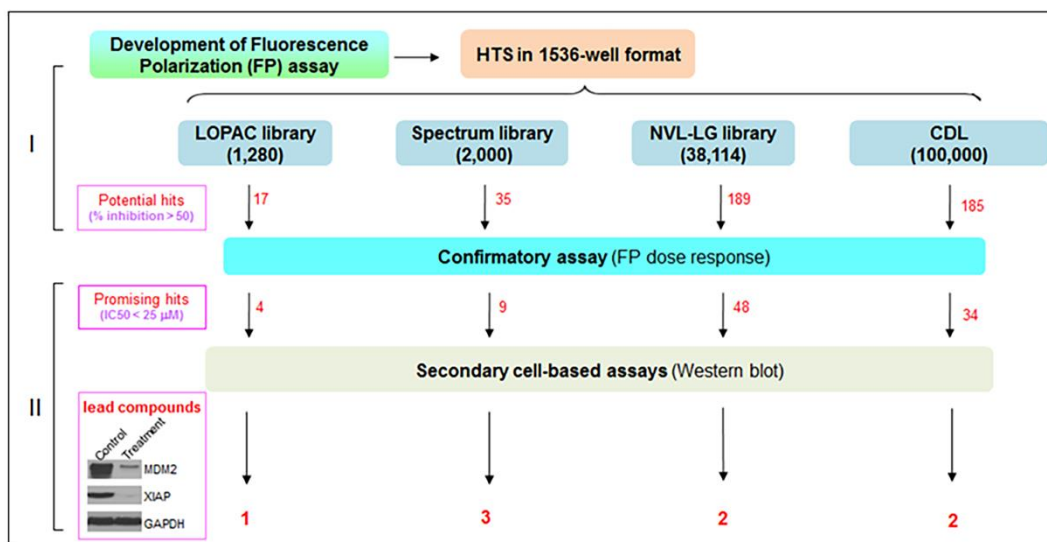 Development of Fluorescence
Polarization (FP) assay
HTS in 1536-well format
I
LOPAC library
(1,280)
Spectrum library
(2,000)
NVL-LG library
(38,114)
CDL
(100,000)
Potential hits
(% inhibition > 50)
17
35
189
185
Confirmatory assay (FP dose response)
Promising hits
(IC50 < 25 µM)
4
9
48
34
Secondary cell-based assays (Western blot)
II
lead compounds
Control
Treatment
MDM2
XIAP
GAPDH
1
3
2
2